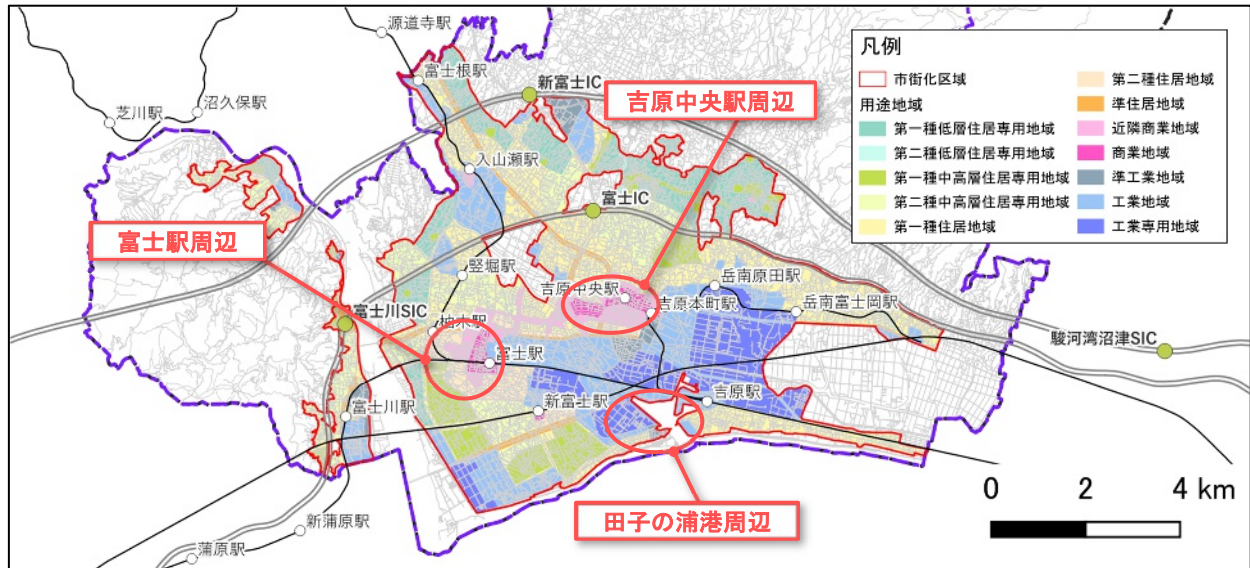 源道寺駅
富士根駅
新富士IC
吉原中央駅周辺
沼久保駅
芝川駅
入山瀬駅
富士IC
富士駅周辺
竪堀駅
吉原中央駅
岳南原田駅
吉原本町駅
岳南富士岡駅
富士川SIC
柚木駅
富士駅
駿河湾沼津SIC
吉原駅
新富士駅
富士川駅
田子の浦港周辺
新蒲原駅
蒲原駅
凡例
市街化区域
用途地域
第一種低層住居専用地域
第二種低層住居専用地域
第一種中高層住居専用地域
第二種中高層住居専用地域
第一種住居地域
第二種住居地域
準住居地域
近隣商業地域
商業地域
準工業地域
工業地域
工業専用地域
0 2 4 km